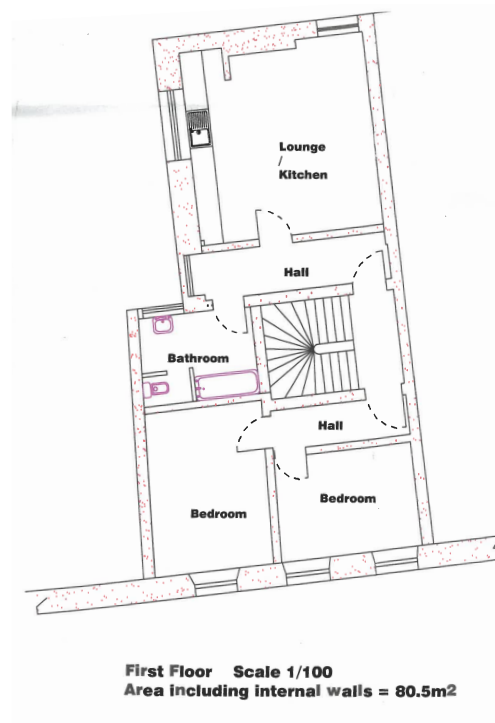 Lounge
/
Kitchen
Hall
Bathroom
Hall
Bedroom
Bedroom
First Floor Scale 1/100
Area including internal walls = 80.5m²